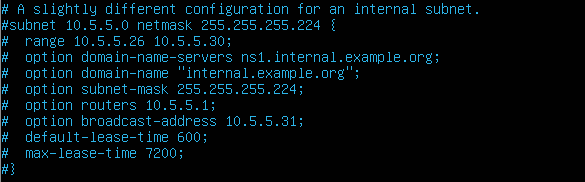 # A slightly different configuration for an internal subnet.
#subnet 10.5.5.0 netmask 255.255.255.224 {
#  range 10.5.5.26 10.5.5.30;
#  option domain-name-servers ns1.internal.example.org;
#  option domain-name "internal.example.org";
#  option subnet-mask 255.255.255.224;
#  option routers 10.5.5.1;
#  option broadcast-address 10.5.5.31;
#  default-lease-time 600;
#  max-lease-time 7200;
#}